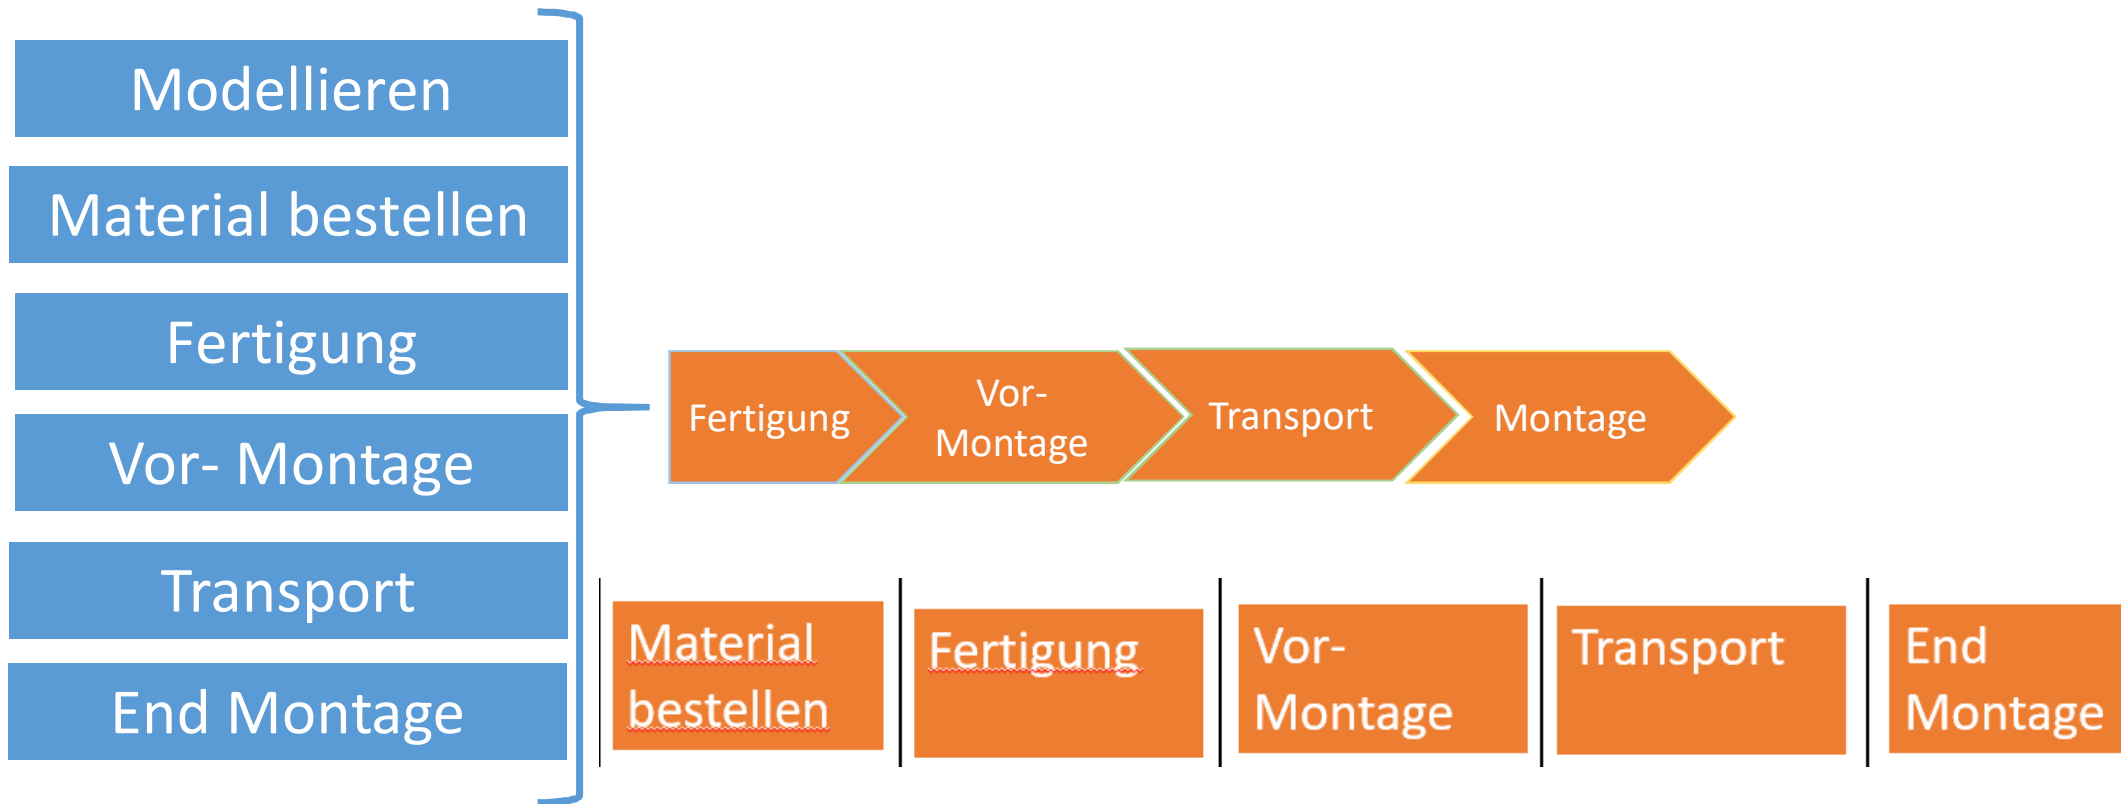 Modellieren
Material bestellen
Fertigung
Vor- Montage
Transport
End Montage
Fertigung
Vor-
Montage
Transport
Montage
Material
bestellen
Fertigung
Vor-
Montage
Transport
End
Montage